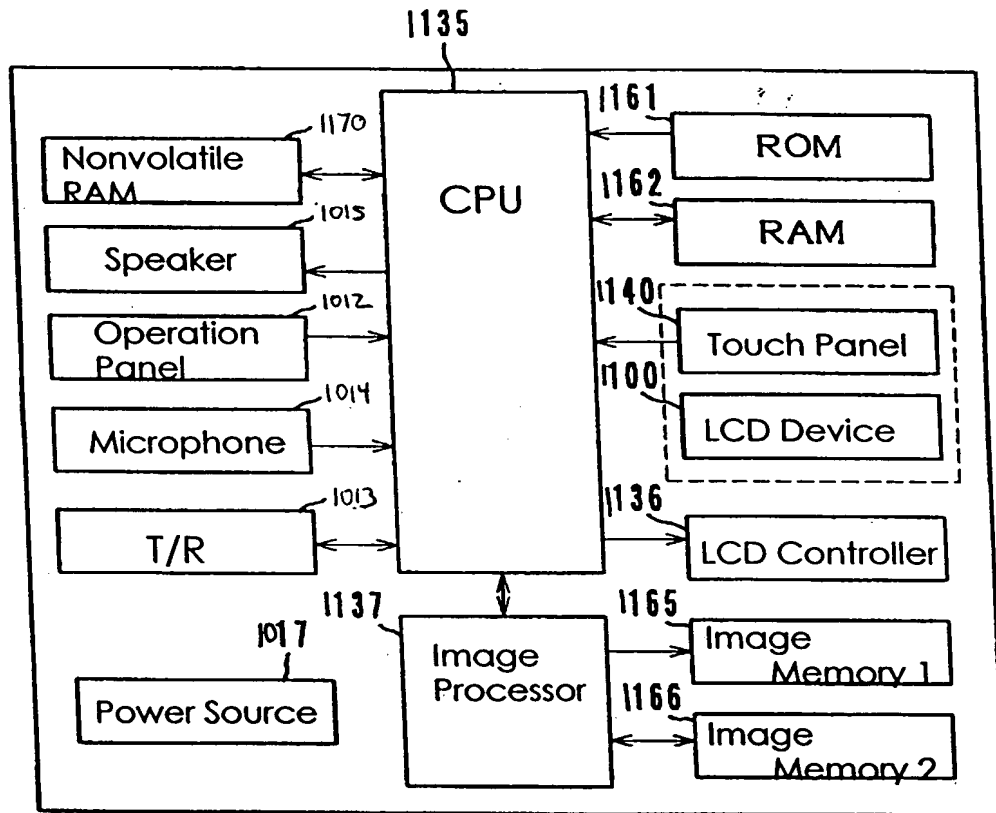 1135
1170
Nonvolatile
RAM
1015
Speaker
1012
Operation
Panel
1014
Microphone
1013
T/R
1017
Power Source
CPU
1137
Image
Processor
1161
ROM
1162
RAM
1140
Touch Panel
1100
LCD Device
1136
LCD Controller
1165
Image
Memory 1
1166
Image
Memory 2